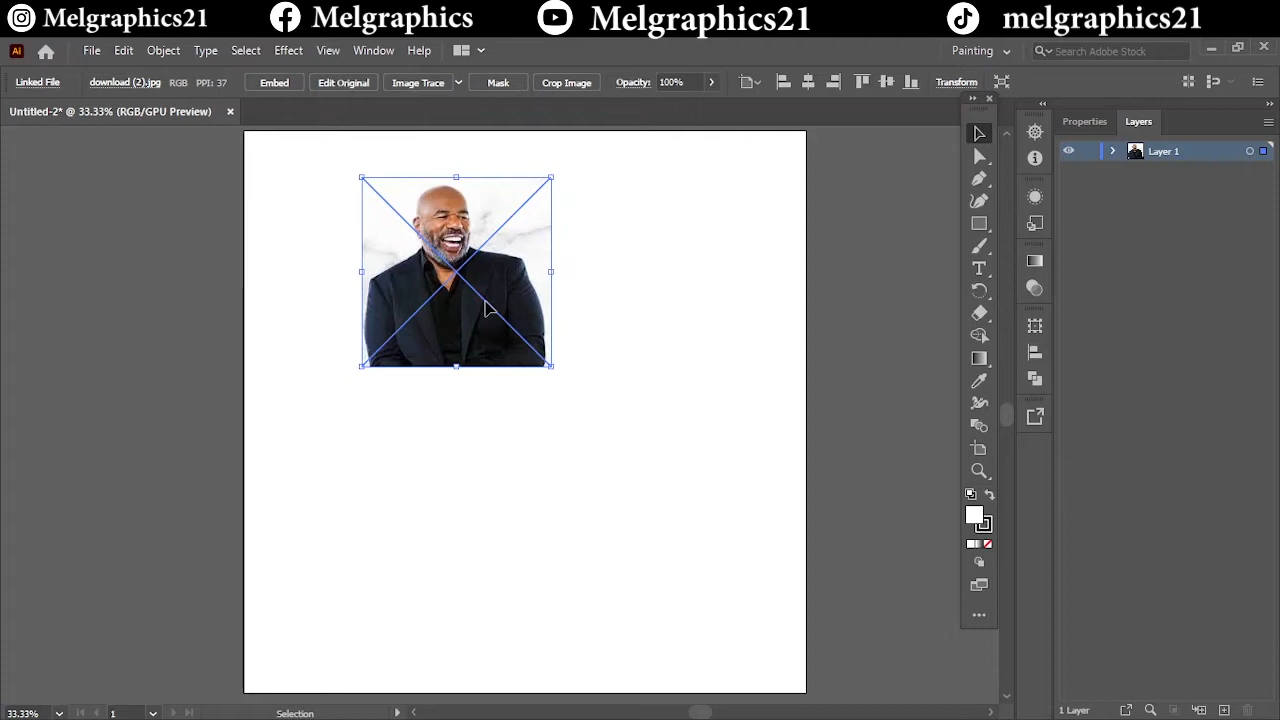 Melgraphics21 Melgraphics Melgraphics21 melgraphics21
Ai File Edit Object Type Select Effect View Window Help Painting Search Adobe Stock
Linked File download (2).jpg RGB PPI: 37 Embed Edit Original Image Trace Mask Crop Image Opacity: 100% Transform
Untitled-2* @ 33.33% (RGB/GPU Preview)
Properties Layers
Layer 1
33.33% 1 Selection 1 Layer